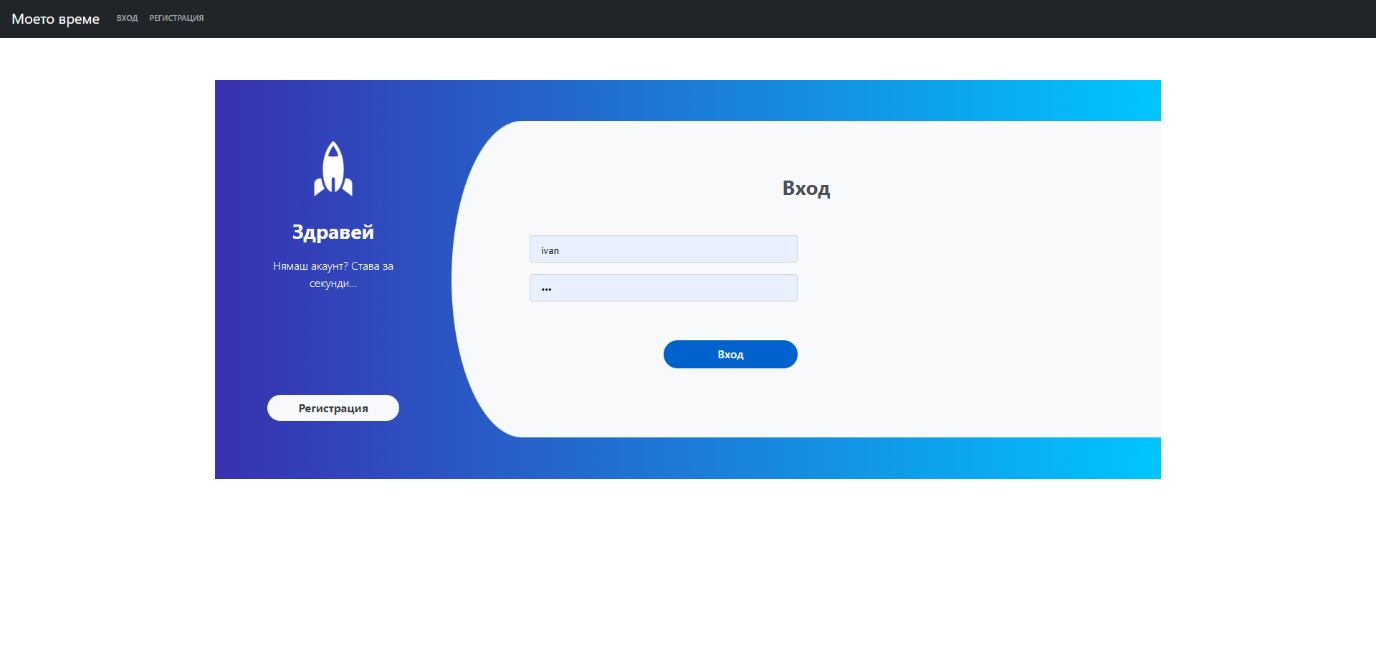 Моето време
ВХОД
РЕГИСТРАЦИЯ
Здравей
Нямаш акаунт? Става за
секунди...
Регистрация
Вход
ivan
•••
Вход